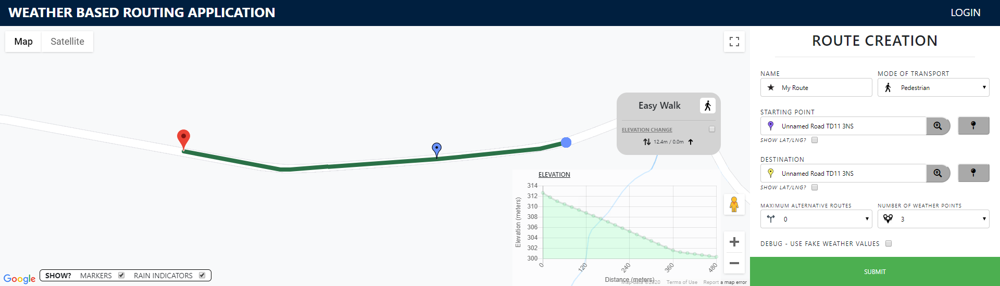 WEATHER BASED ROUTING APPLICATION
LOGIN
Map
Satellite
Easy Walk
ELEVATION CHANGE
12.4m / 0.0m
ELEVATION
Elevation (meters)
314
312
310
308
306
304
302
300
0
120
240
360
480
Distance (meters)
Google
SHOW? MARKERS RAIN INDICATORS
Map data ©2020
Terms of Use
Report a map error
ROUTE CREATION
NAME
MODE OF TRANSPORT
My Route
Pedestrian
STARTING POINT
Unnamed Road TD11 3NS
SHOW LAT/LNG?
DESTINATION
Unnamed Road TD11 3NS
SHOW LAT/LNG?
MAXIMUM ALTERNATIVE ROUTES
NUMBER OF WEATHER POINTS
0
3
DEBUG - USE FAKE WEATHER VALUES
SUBMIT